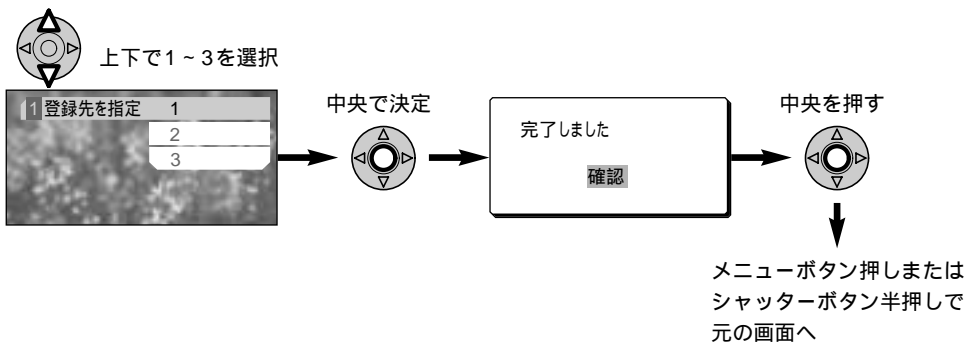 上下で1~3を選択
1 登録先を指定 1
2
3
中央で決定
完了しました
確認
中央を押す
メニューボタン押しまたは
シャッターボタン半押しで
元の画面へ